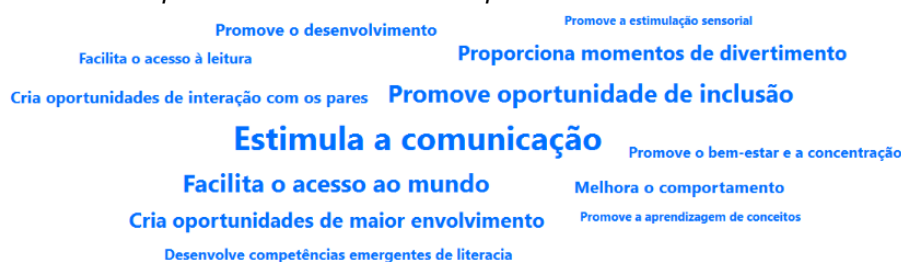 Promove a estimulação sensorial
Promove o desenvolvimento
Proporciona momentos de divertimento
Facilita o acesso à leitura
Promove oportunidade de inclusão
Cria oportunidades de interação com os pares
Estimula a comunicação
Promove o bem-estar e a concentração
Facilita o acesso ao mundo
Melhora o comportamento
Cria oportunidades de maior envolvimento
Promove a aprendizagem de conceitos
Desenvolve competências emergentes de literacia